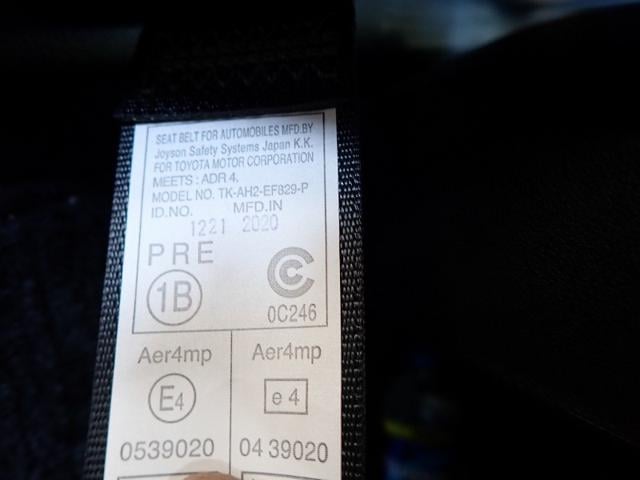 SEAT BELT FOR AUTOMOBILES MFD.BY
Joyson Safety Systems Japan K.K.
FOR TOYOTA MOTOR CORPORATION
MEETS : ADR 4.
MODEL NO. TK-AH2-EF829-P
ID.NO. MFD.IN
1221 2020
PRE
1B
C
0C246
Aer4mp Aer4mp
E4 e 4
0539020 04 39020